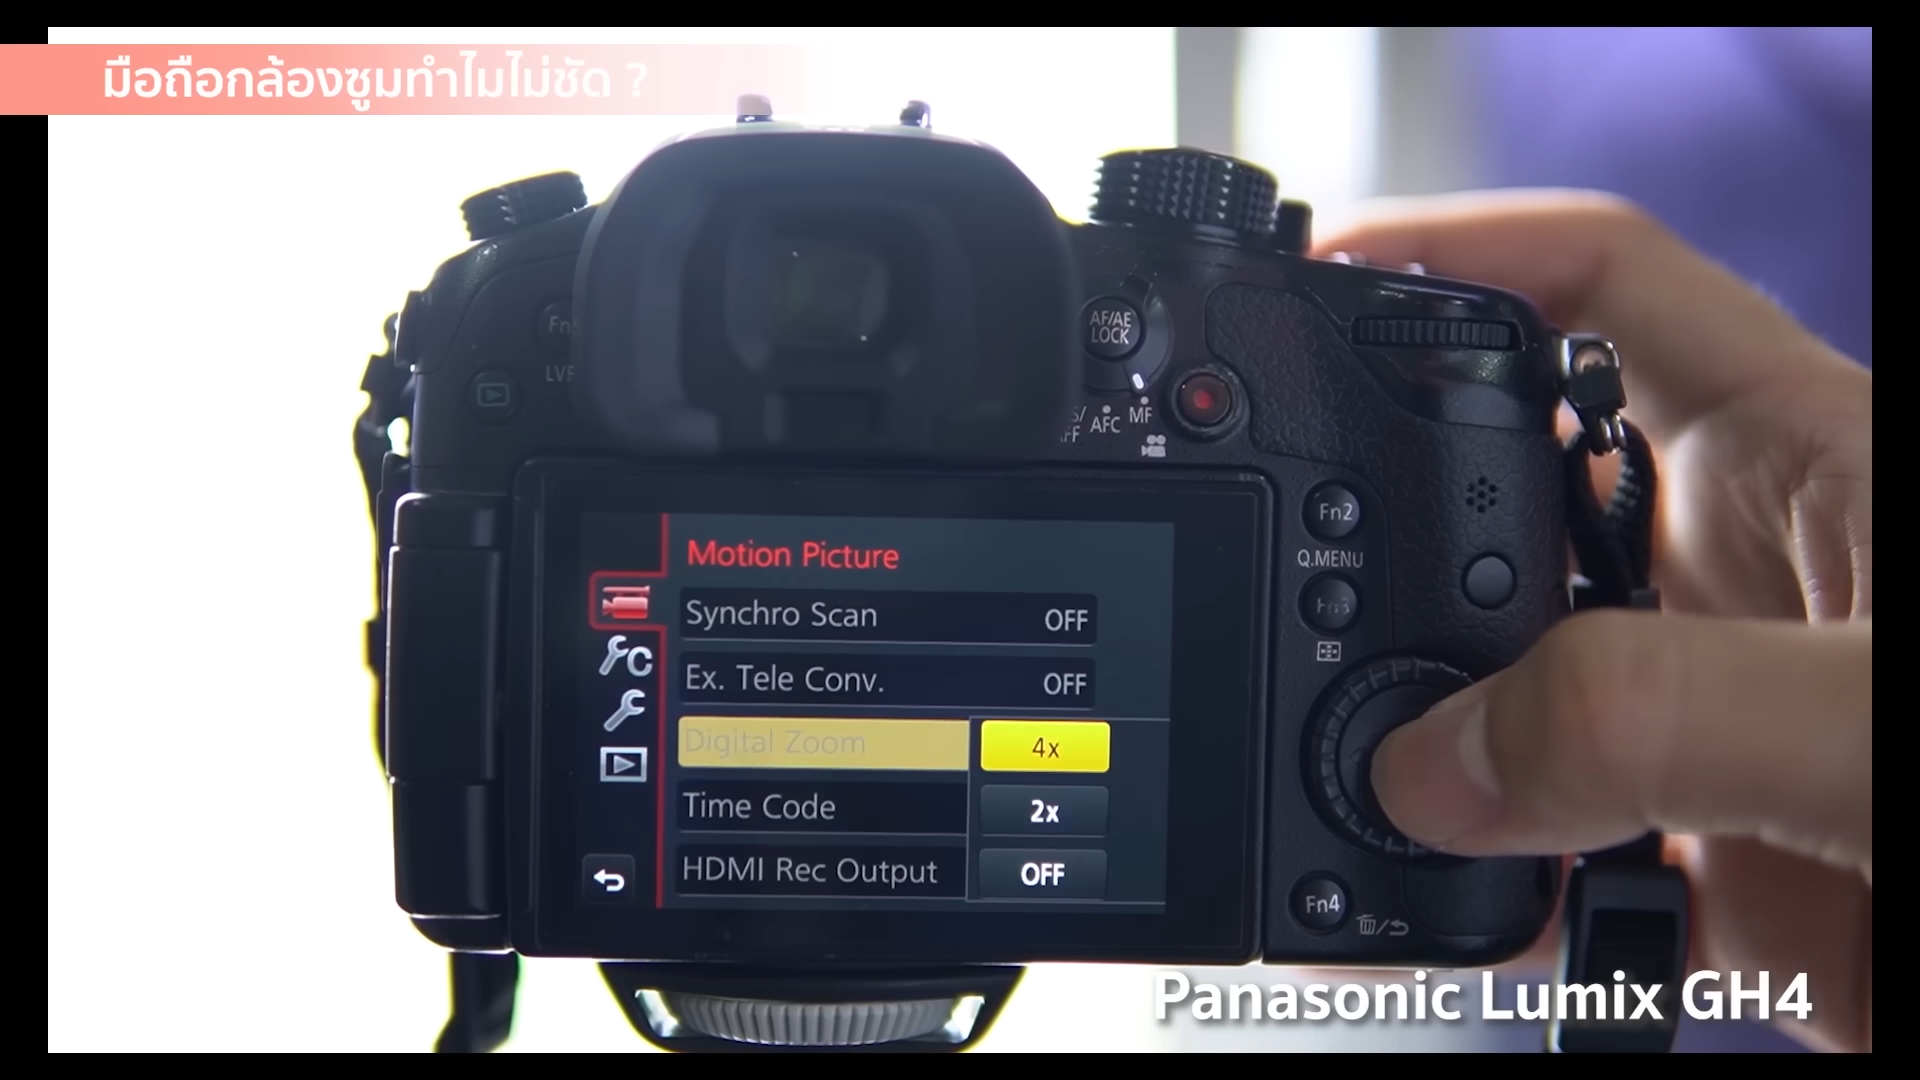 มือถือกล้องซูมทำไมไม่ชัด ?
AF/AE
LOCK
LVF
AFC MF
Fn2
Q.MENU
Motion Picture
Synchro Scan OFF
Ex. Tele Conv. OFF
Digital Zoom 4x
Time Code 2x
HDMI Rec Output OFF
Fn4
Panasonic Lumix GH4